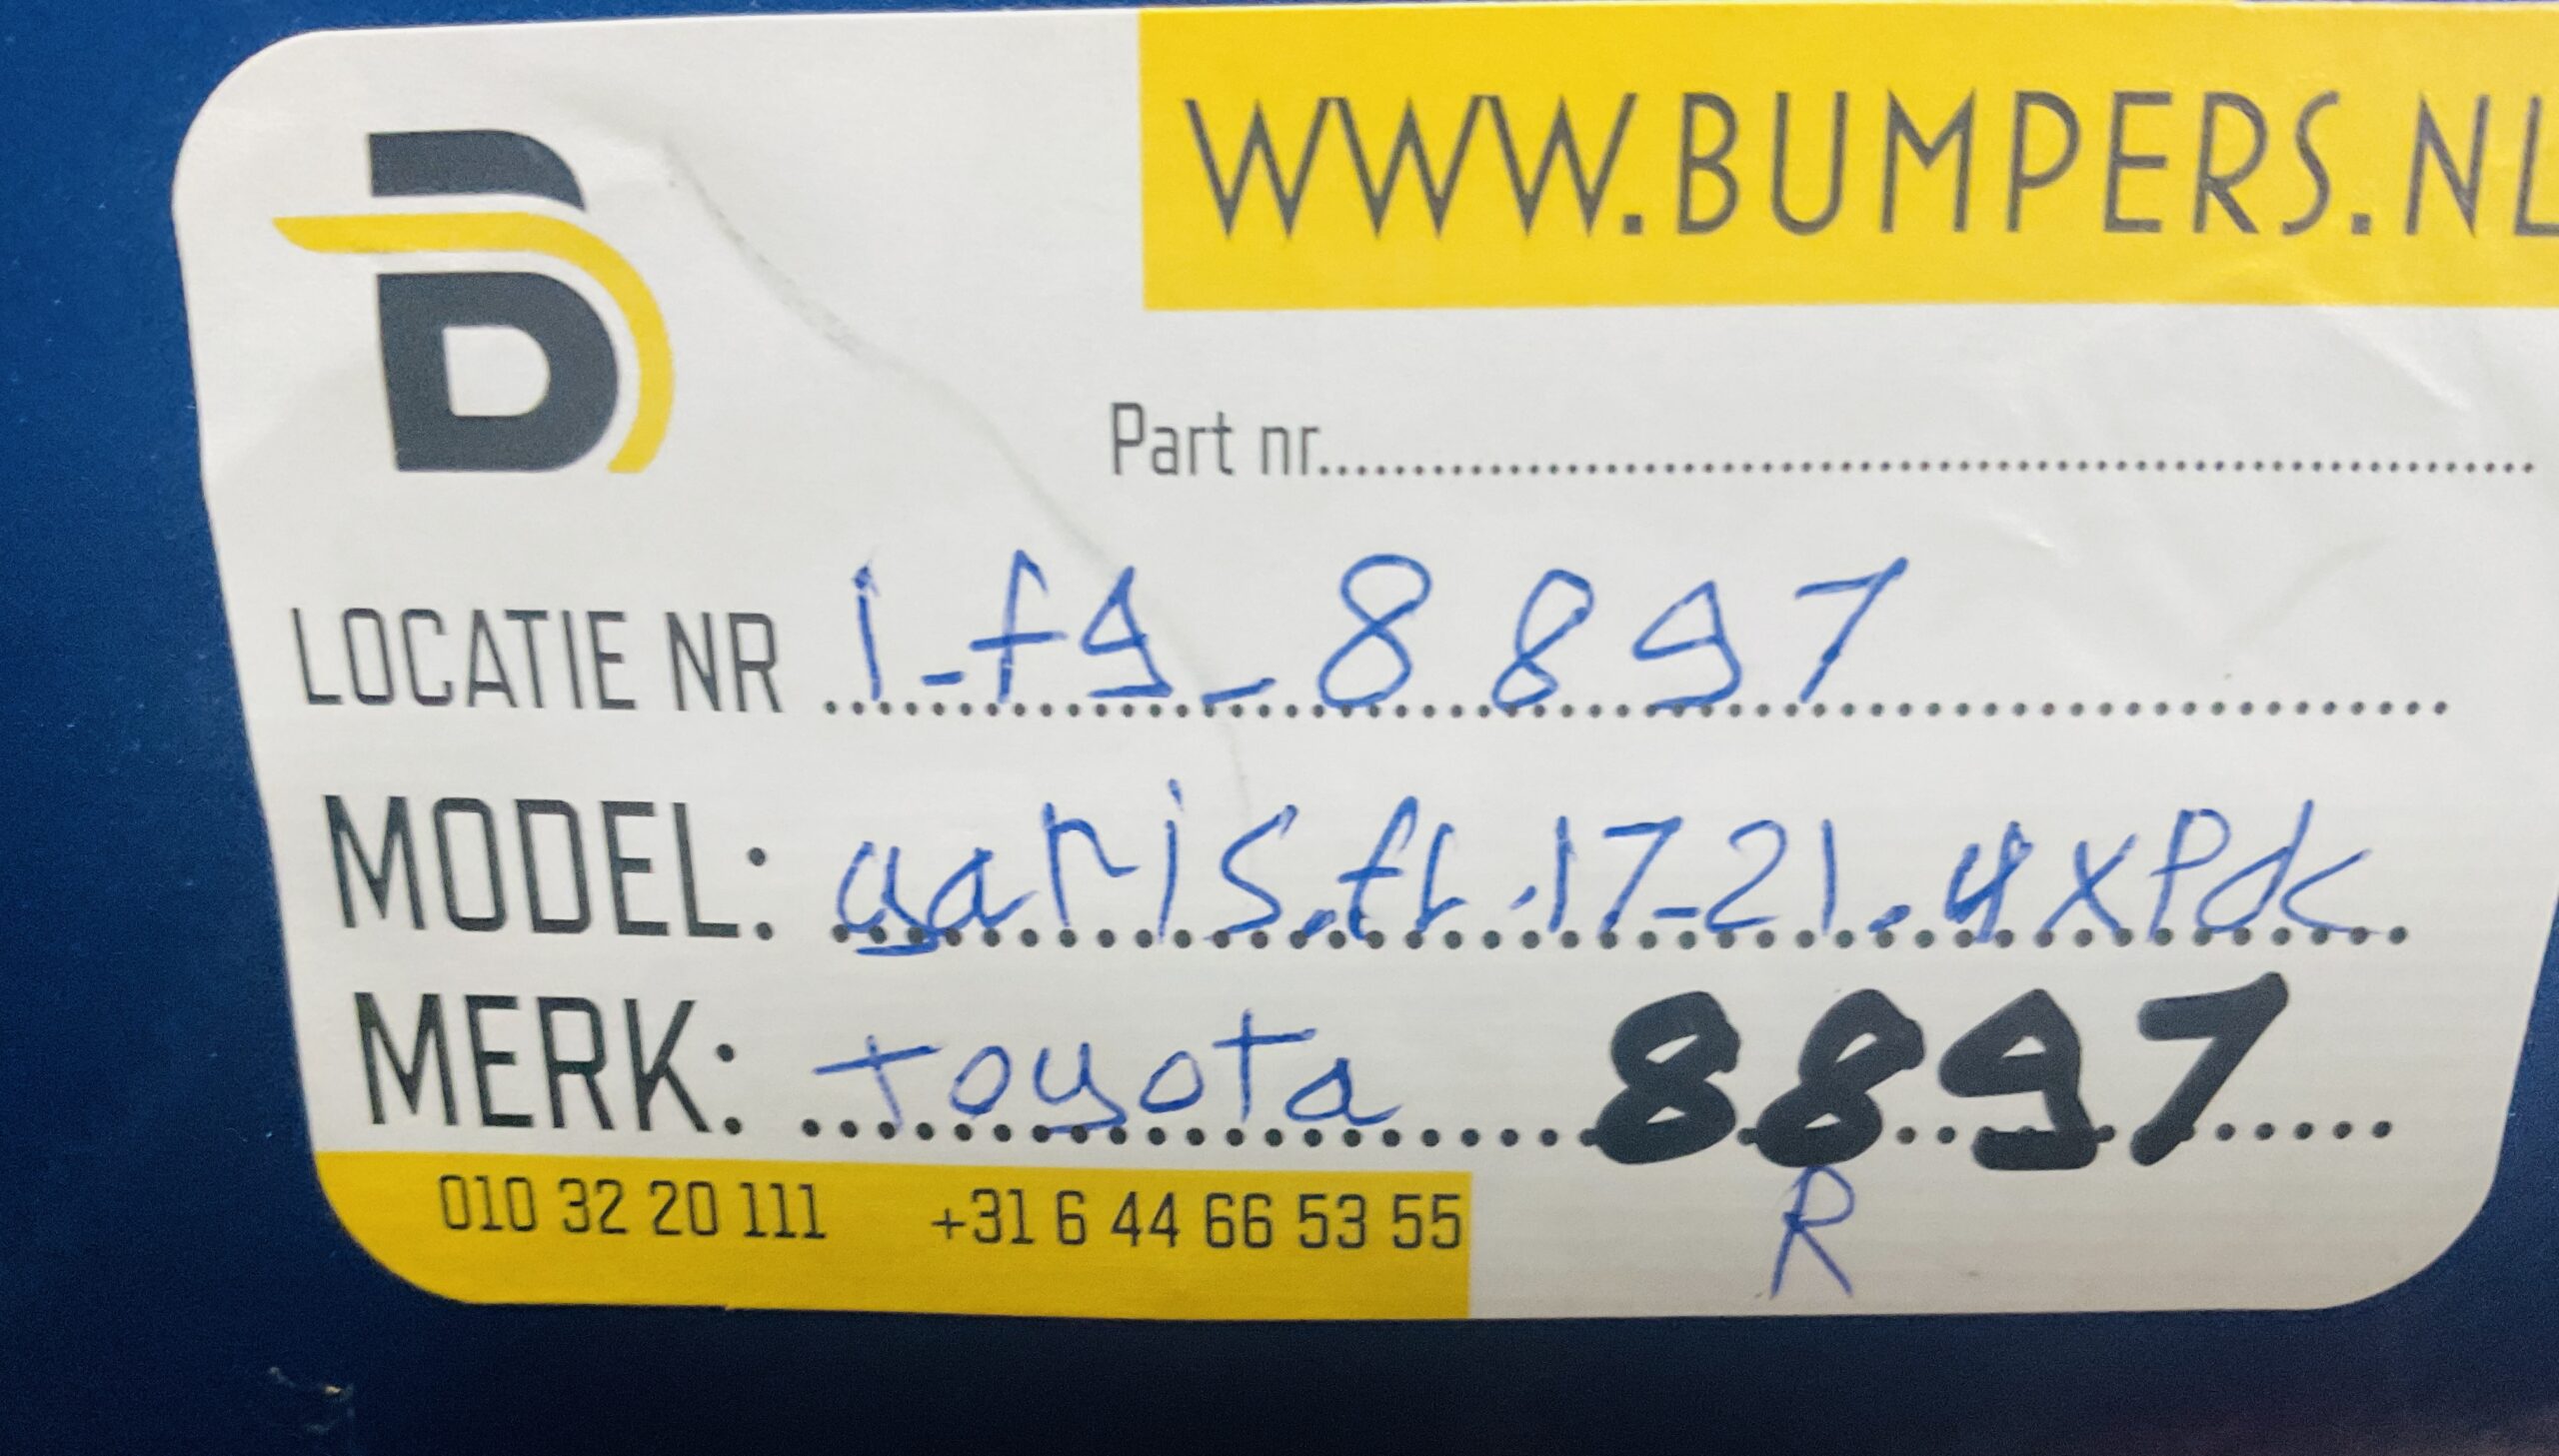 WWW.BUMPERS.NL
Part nr..........
LOCATIE NR 1-f9-8897
MODEL: yaris.fl.17-21.4xPdc
MERK: toyota 8897
010 32 20 111 +31 6 44 66 53 55 R